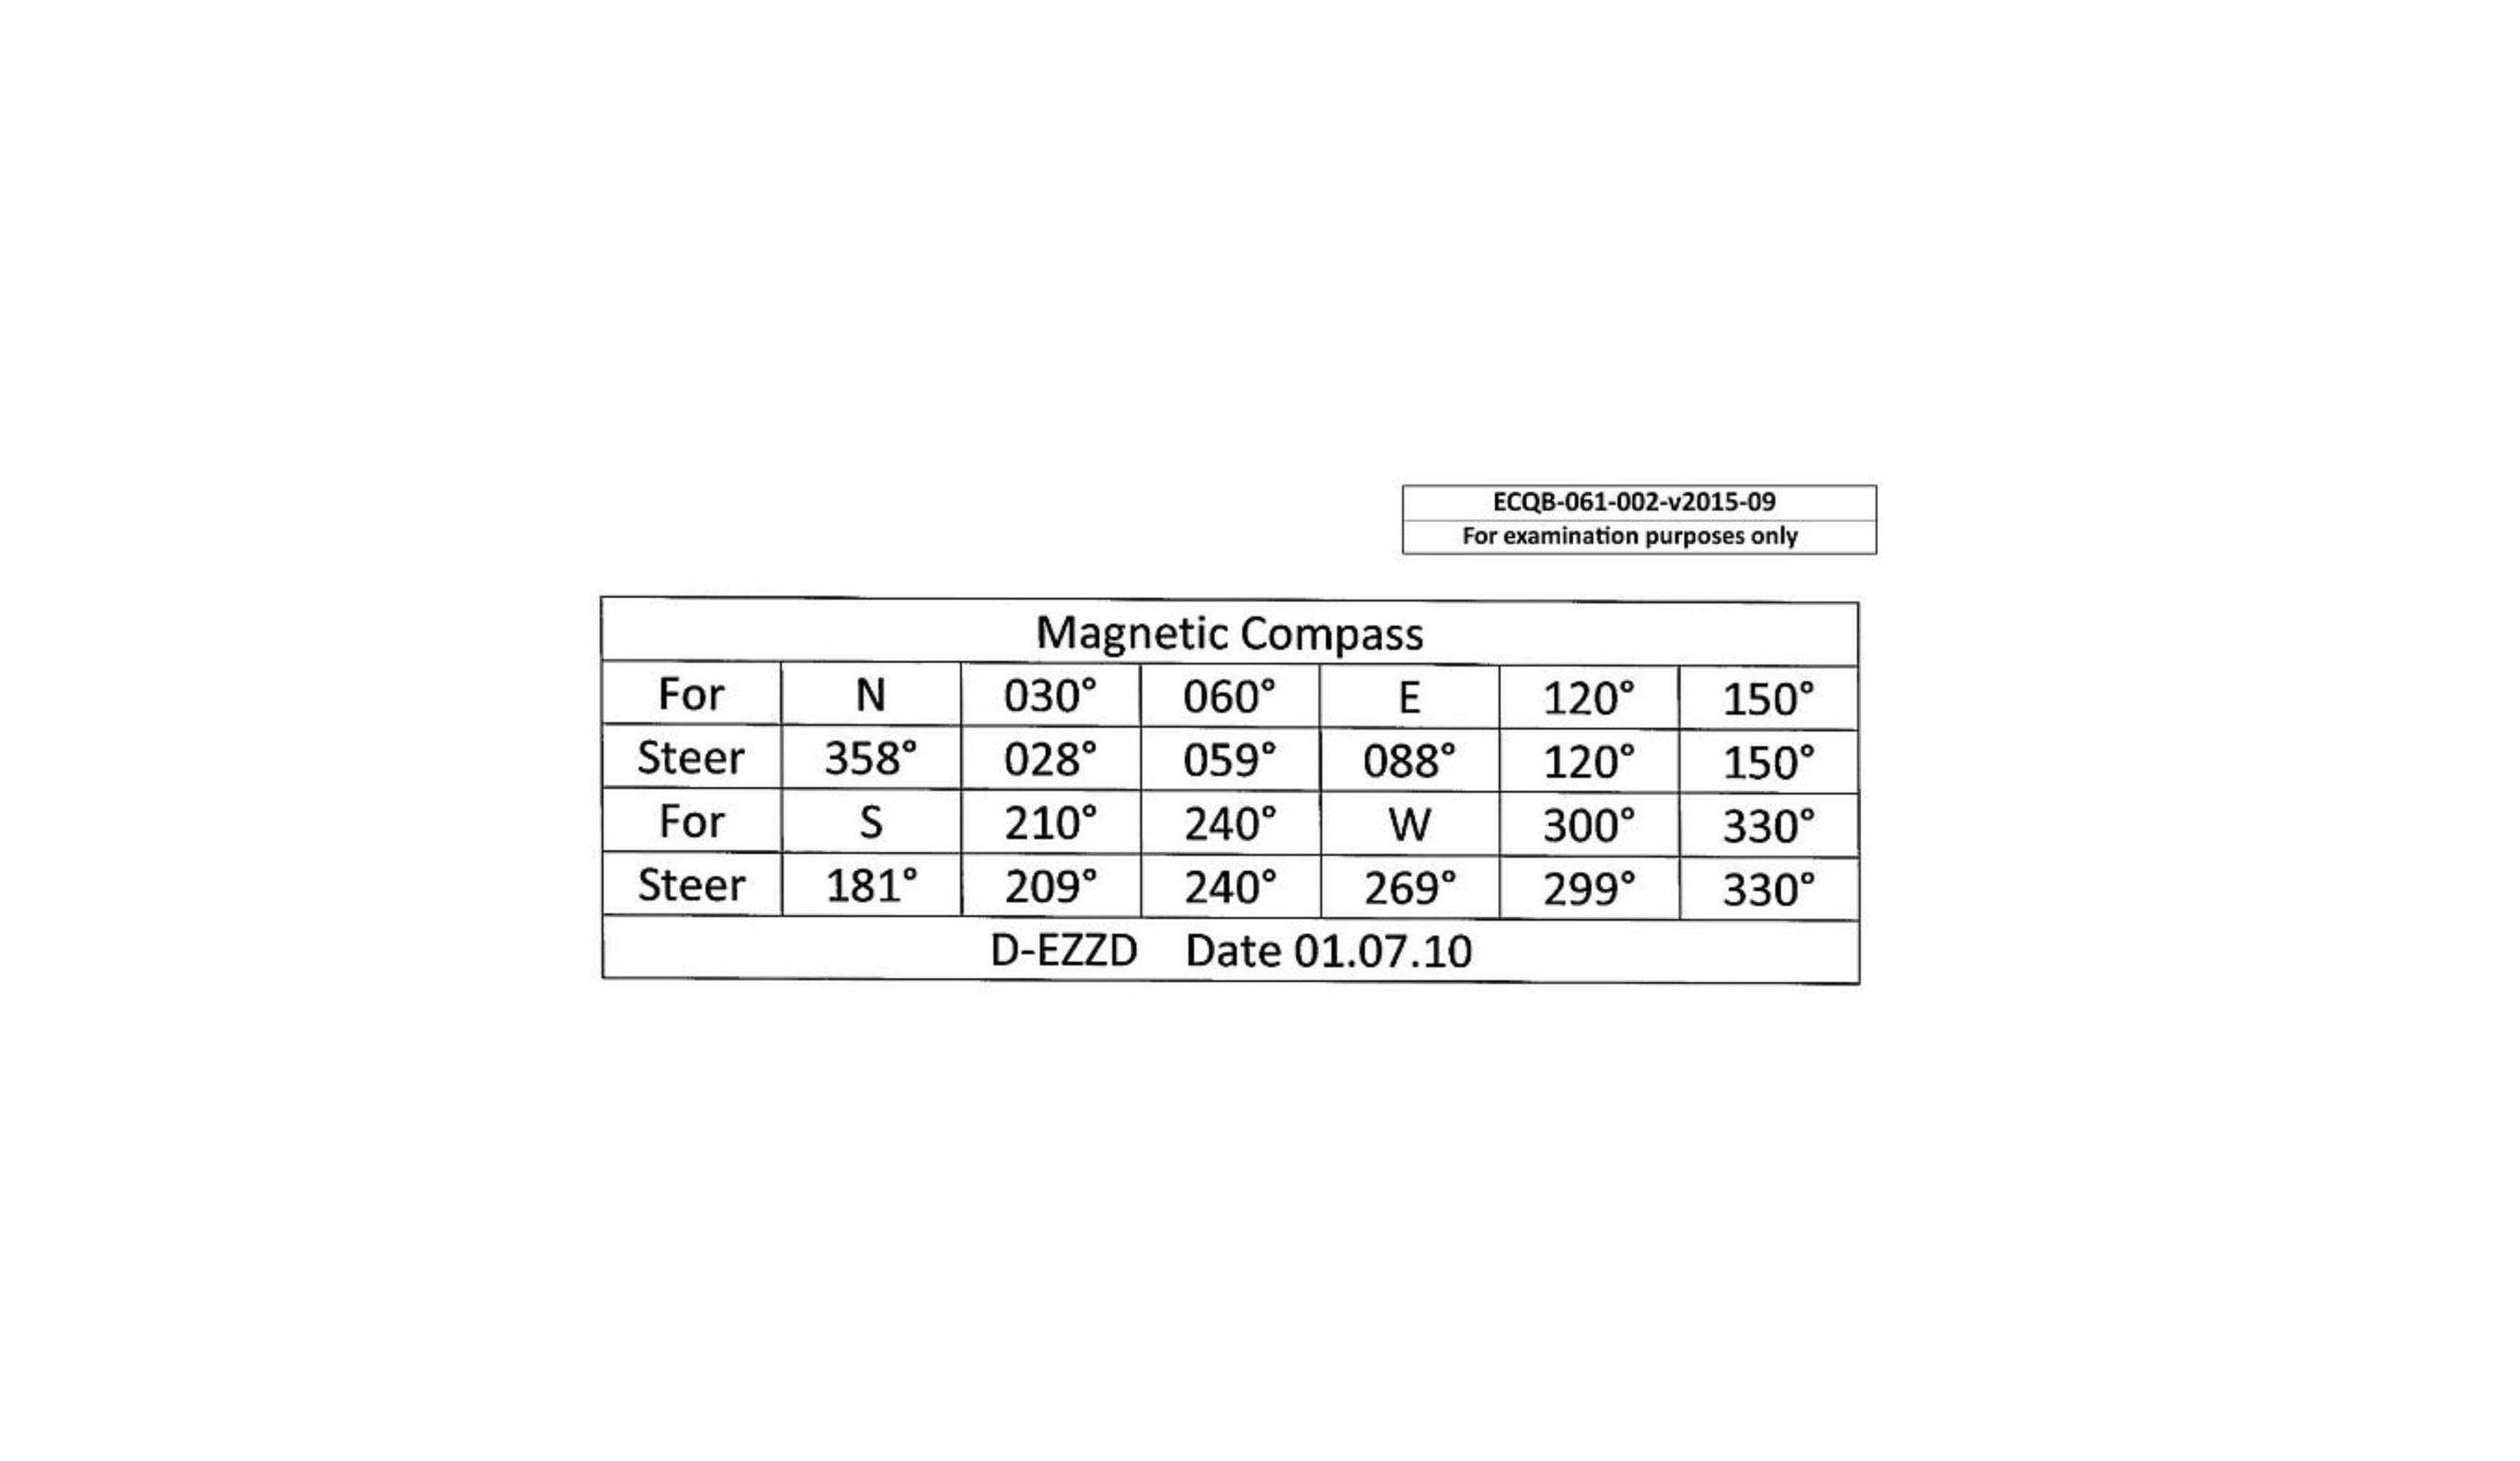 ECQB-061-002-v2015-09
For examination purposes only
Magnetic Compass
For N 030° 060° E 120° 150°
Steer 358° 028° 059° 088° 120° 150°
For S 210° 240° W 300° 330°
Steer 181° 209° 240° 269° 299° 330°
D-EZZD Date 01.07.10